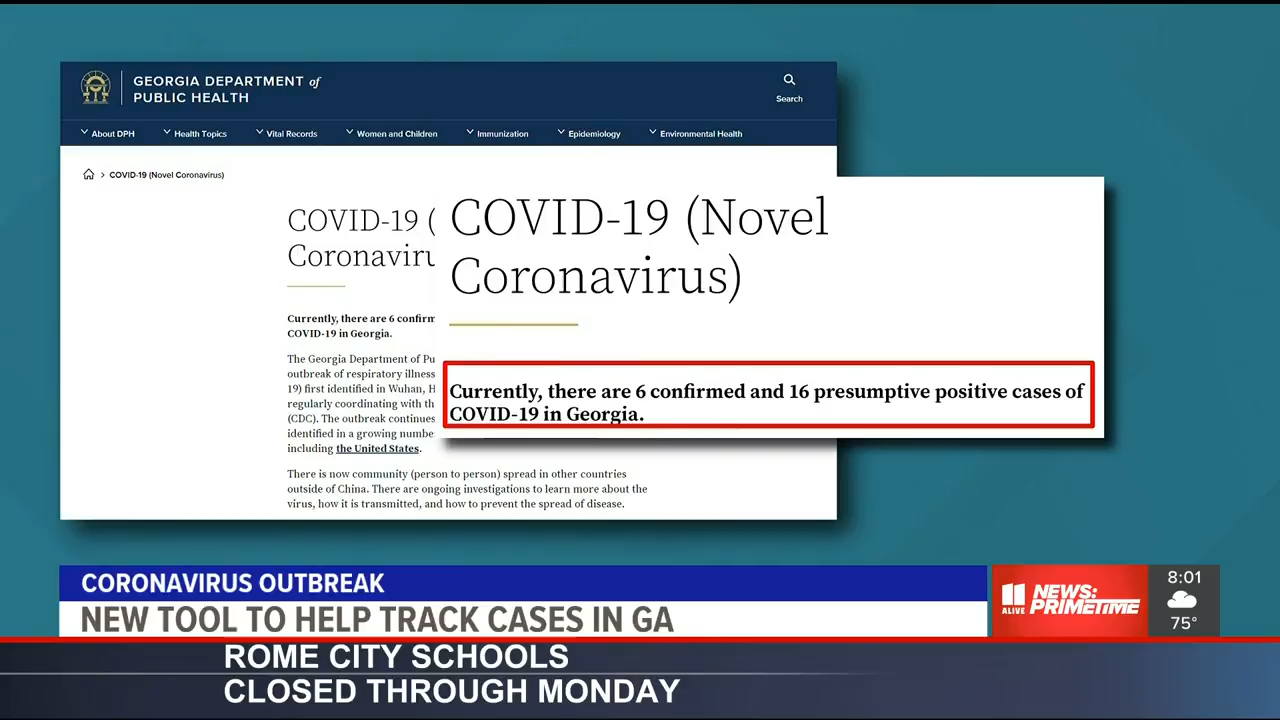 GEORGIA DEPARTMENT of
PUBLIC HEALTH
Search
About DPH Health Topics Vital Records Women and Children Immunization Epidemiology Environmental Health
> COVID-19 (Novel Coronavirus)
COVID-19 (
Coronaviru
Currently, there are 6 confirm
COVID-19 in Georgia.
The Georgia Department of Pu
outbreak of respiratory illness
19) first identified in Wuhan, H
regularly coordinating with th
(CDC). The outbreak continues
identified in a growing numbe
including the United States.
There is now community (person to person) spread in other countries
outside of China. There are ongoing investigations to learn more about the
virus, how it is transmitted, and how to prevent the spread of disease.
COVID-19 (Novel
Coronavirus)
Currently, there are 6 confirmed and 16 presumptive positive cases of
COVID-19 in Georgia.
CORONAVIRUS OUTBREAK
NEW TOOL TO HELP TRACK CASES IN GA
11 ALIVE NEWS: PRIMETIME
8:01
75°
ROME CITY SCHOOLS
CLOSED THROUGH MONDAY